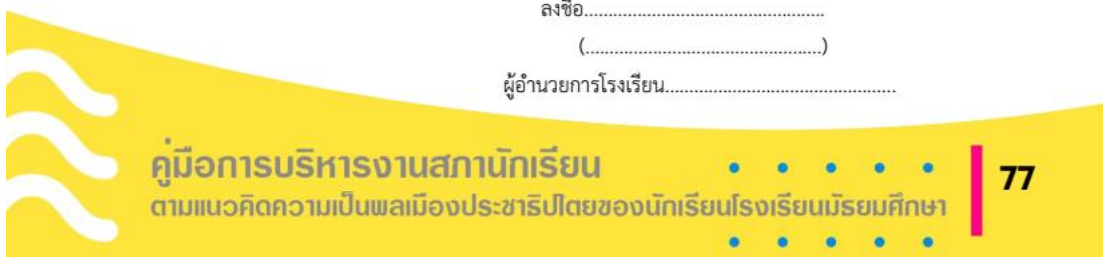 ลงชื่อ..................................................
(.................................................)
ผู้อำนวยการโรงเรียน................................................
คู่มือการบริหารงานสภานักเรียน
ตามแนวคิดความเป็นพลเมืองประชาธิปไตยของนักเรียนโรงเรียนมัธยมศึกษา
77